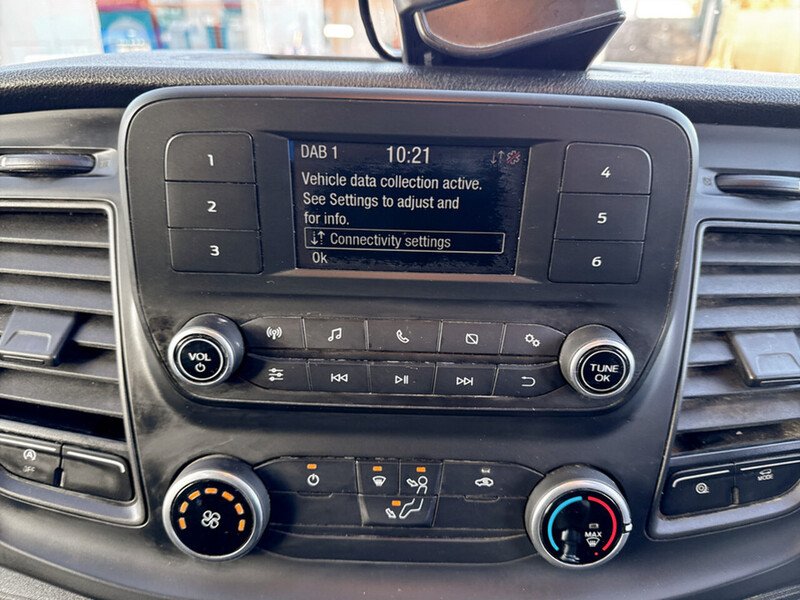 DAB 1 10:21
Vehicle data collection active.
See Settings to adjust and
for info.
Connectivity settings
Ok
1
2
3
4
5
6
VOL
TUNE
OK
A
OFF
MAX
MODE